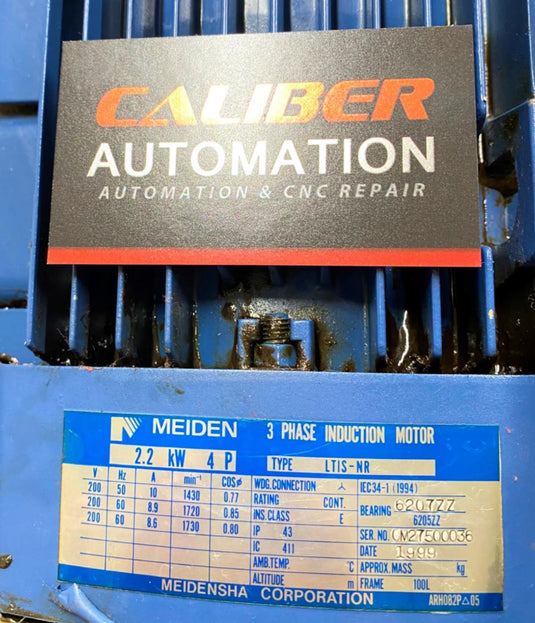 CALIBER
AUTOMATION
AUTOMATION & CNC REPAIR
MEIDEN 3 PHASE INDUCTION MOTOR
2.2 kW 4 P TYPE LTIS-NR
V Hz A min⁻¹ COSø WDG.CONNECTION ⅄ IEC34-1 (1994)
200 50 10 1430 0.77 RATING CONT. BEARING 6207ZZ
200 60 8.9 1720 0.85 INS.CLASS E 6205ZZ
200 60 8.6 1730 0.80 IP 43 SER.NO. CM27500036
IC 411 DATE 1999
AMB.TEMP. °C APPROX.MASS kg
ALTITUDE m FRAME 100L
MEIDENSHA CORPORATION ARH082P△05